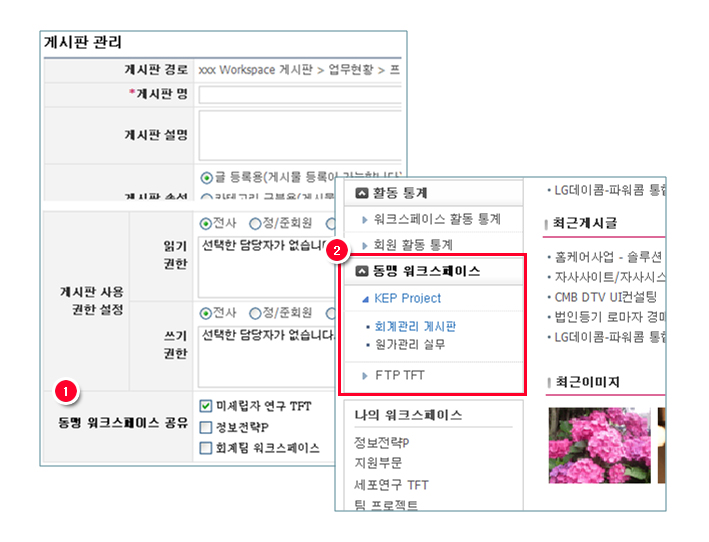 게시판 관리
게시판 경로 xxx Workspace 게시판 > 업무현황 > 프
*게시판 명
게시판 설명
게시판 속성
글 등록용(게시물 등록이 가능합니다)
카테고리 구분용(게시물
게시판 사용
권한 설정
읽기
권한
전사 정/준회원
선택한 담당자가 없습니다
쓰기
권한
전사 정/준회원
선택한 담당자가 없습니다.
1
동맹 워크스페이스 공유
미세립자 연구 TFT
정보전략P
회계팀 워크스페이스
활동 통계
워크스페이스 활동 통계
회원 활동 통계
2
동맹 워크스페이스
KEP Project
회계관리 게시판
원가관리 실무
FTP TFT
나의 워크스페이스
정보전략P
지원부문
세포연구 TFT
팀 프로젝트
LG데이콤-파워콤 통합
최근게시글
홈케어사업 - 솔루션
자사사이트/자사시스
CMB DTV UI컨설팅
법인등기 로마자 경매
LG데이콤-파워콤 통합
최근이미지